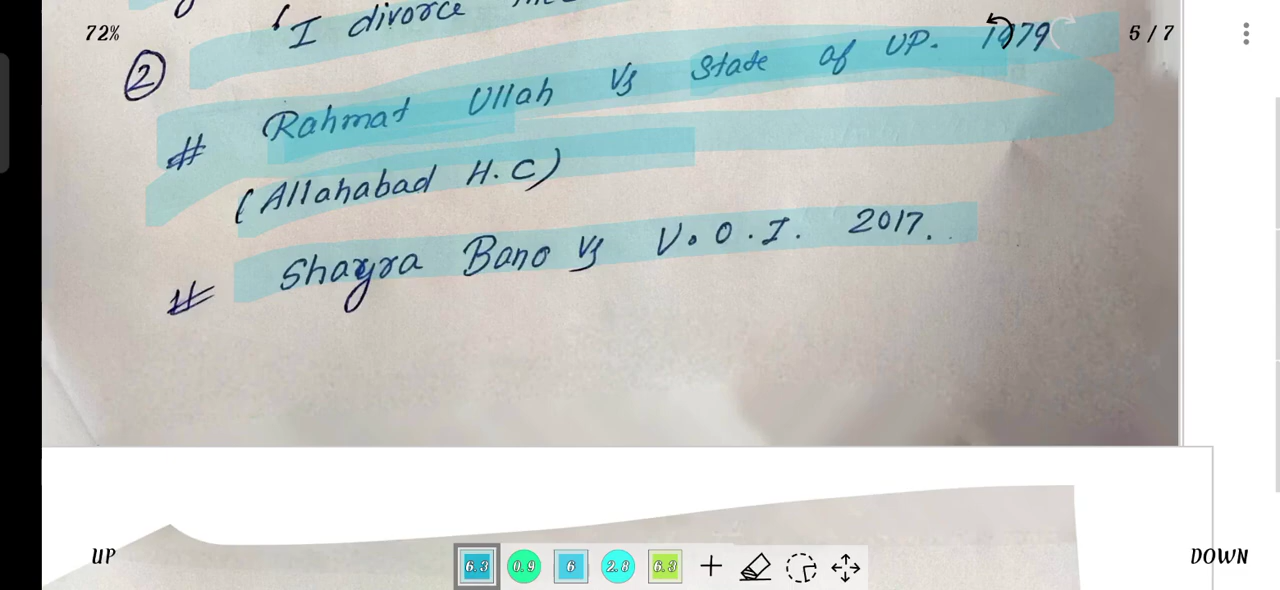 72%
5 / 7
I divorce
②
# Rahmat Ullah Vs State of UP. 1979
(Allahabad H.C)
# Shayra Bano Vs U.O.I. 2017.
UP
DOWN
6.3 0.9 6 2.8 6.3